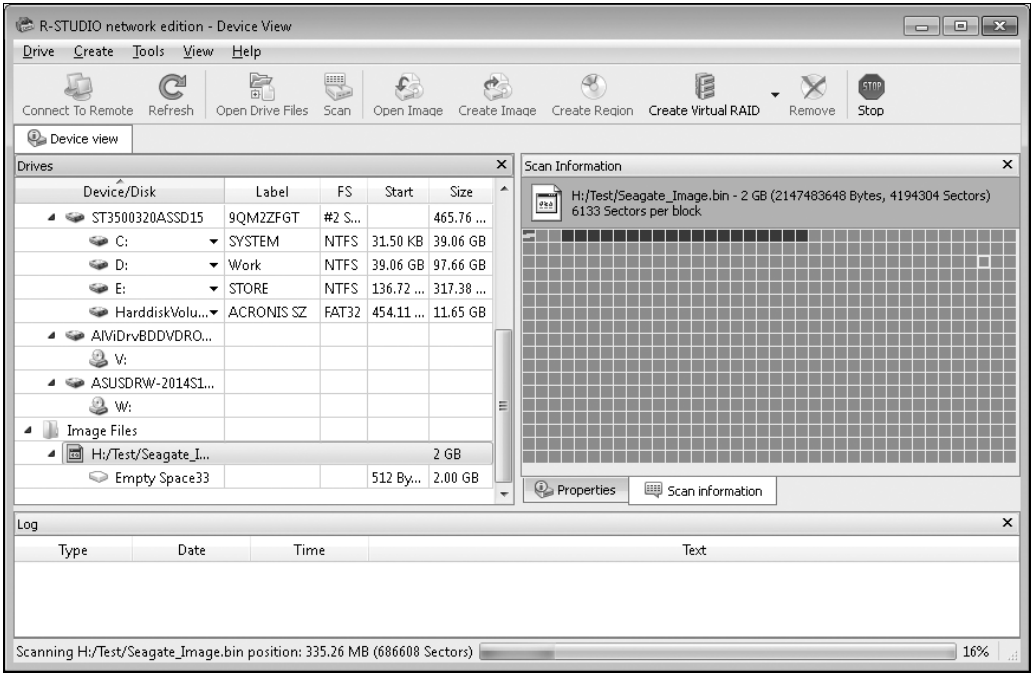 R-STUDIO network edition - Device View
Drive Create Tools View Help
Connect To Remote Refresh Open Drive Files Scan Open Image Create Image Create Region Create Virtual RAID Remove Stop
STOP
Device view
Drives
Device/Disk Label FS Start Size
ST3500320ASSD15 9QM2ZFGT #2 S... 465.76 ...
C: SYSTEM NTFS 31.50 KB 39.06 GB
D: Work NTFS 39.06 GB 97.66 GB
E: STORE NTFS 136.72 ... 317.38 ...
HarddiskVolu... ACRONIS SZ FAT32 454.11 ... 11.65 GB
AlViDrvBDDVDRO...
V:
ASUSDRW-2014S1...
W:
Image Files
H:/Test/Seagate_I... 2 GB
Empty Space33 512 By... 2.00 GB
Scan Information
H:/Test/Seagate_Image.bin - 2 GB (2147483648 Bytes, 4194304 Sectors)
6133 Sectors per block
Properties Scan information
Log
Type Date Time Text
Scanning H:/Test/Seagate_Image.bin position: 335.26 MB (686608 Sectors) 16%